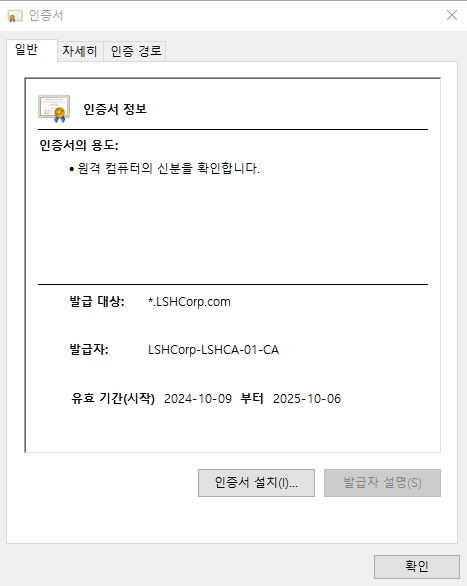 인증서
일반 자세히 인증 경로
인증서 정보
인증서의 용도:
• 원격 컴퓨터의 신분을 확인합니다.
발급 대상: *.LSHCorp.com
발급자: LSHCorp-LSHCA-01-CA
유효 기간(시작) 2024-10-09 부터 2025-10-06
인증서 설치(I)... 발급자 설명(S)
확인